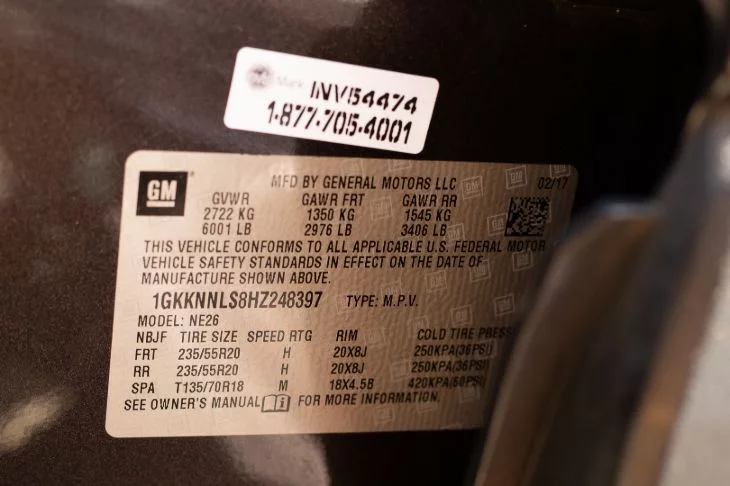 Mark INV54474
1-877-705-4001
GM MFD BY GENERAL MOTORS LLC 02/17
GVWR GAWR FRT GAWR RR
2722 KG 1350 KG 1545 KG
6001 LB 2976 LB 3406 LB
THIS VEHICLE CONFORMS TO ALL APPLICABLE U.S. FEDERAL MOTOR
VEHICLE SAFETY STANDARDS IN EFFECT ON THE DATE OF
MANUFACTURE SHOWN ABOVE.
1GKKNNLS8HZ248397 TYPE: M.P.V.
MODEL: NE26
NBJF TIRE SIZE SPEED RTG RIM COLD TIRE PRESS
FRT 235/55R20 H 20X8J 250KPA(36PSI)
RR 235/55R20 H 20X8J 250KPA(36PSI)
SPA T135/70R18 M 18X4.5B 420KPA(60PSI)
SEE OWNER'S MANUAL FOR MORE INFORMATION.